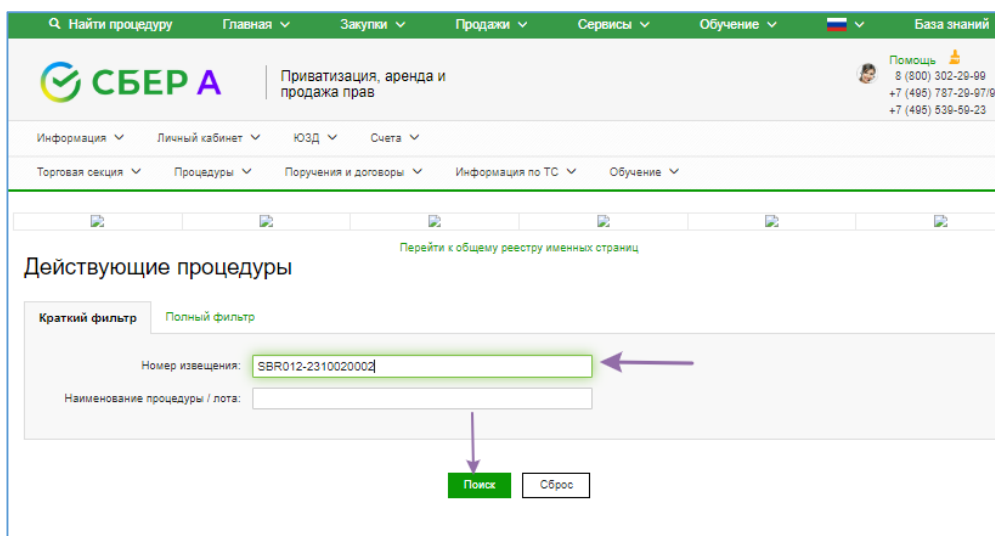 Найти процедуру Главная Закупки Продажи Сервисы Обучение База знаний
СБЕР А
Приватизация, аренда и
продажа прав
Помощь
8 (800) 302-29-99
+7 (495) 787-29-97/9
+7 (495) 539-59-23
Информация Личный кабинет ЮЗД Счета
Торговая секция Процедуры Поручения и договоры Информация по ТС Обучение
Перейти к общему реестру именных страниц
Действующие процедуры
Краткий фильтр Полный фильтр
Номер извещения: SBR012-2310020002
Наименование процедуры / лота:
Поиск Сброс